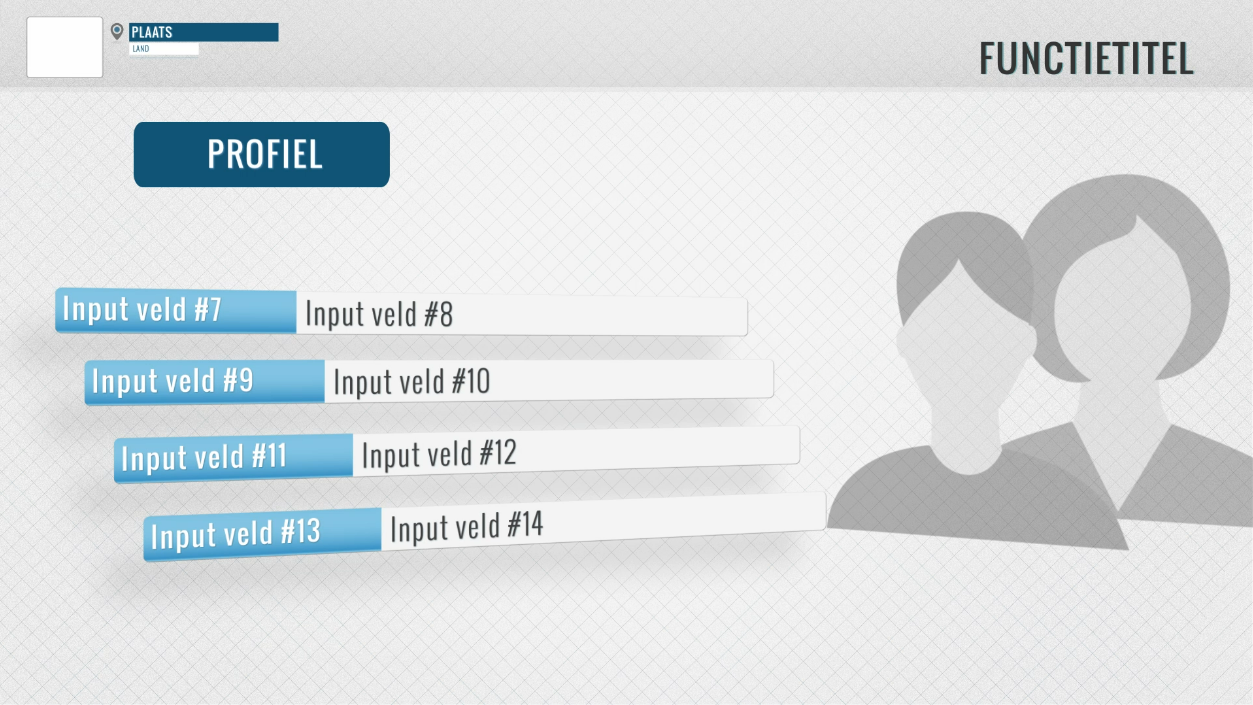 PLAATS
LAND
FUNCTIETITEL
PROFIEL
Input veld #7 Input veld #8
Input veld #9 Input veld #10
Input veld #11 Input veld #12
Input veld #13 Input veld #14